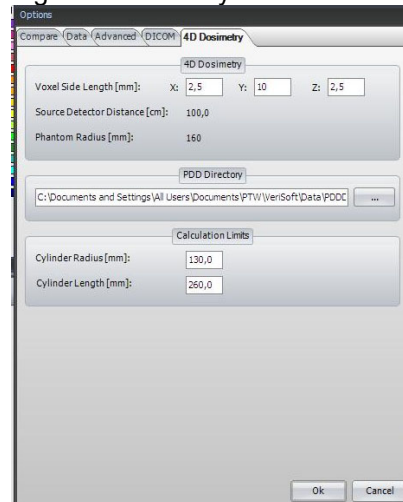 Options
Compare Data Advanced DICOM 4D Dosimetry
4D Dosimetry
Voxel Side Length [mm]: X: 2,5 Y: 10 Z: 2,5
Source Detector Distance [cm]: 100,0
Phantom Radius [mm]: 160
PDD Directory
C:\Documents and Settings\All Users\Documents\PTW\VeriSoft\Data\PDDD ...
Calculation Limits
Cylinder Radius [mm]: 130,0
Cylinder Length [mm]: 260,0
Ok Cancel